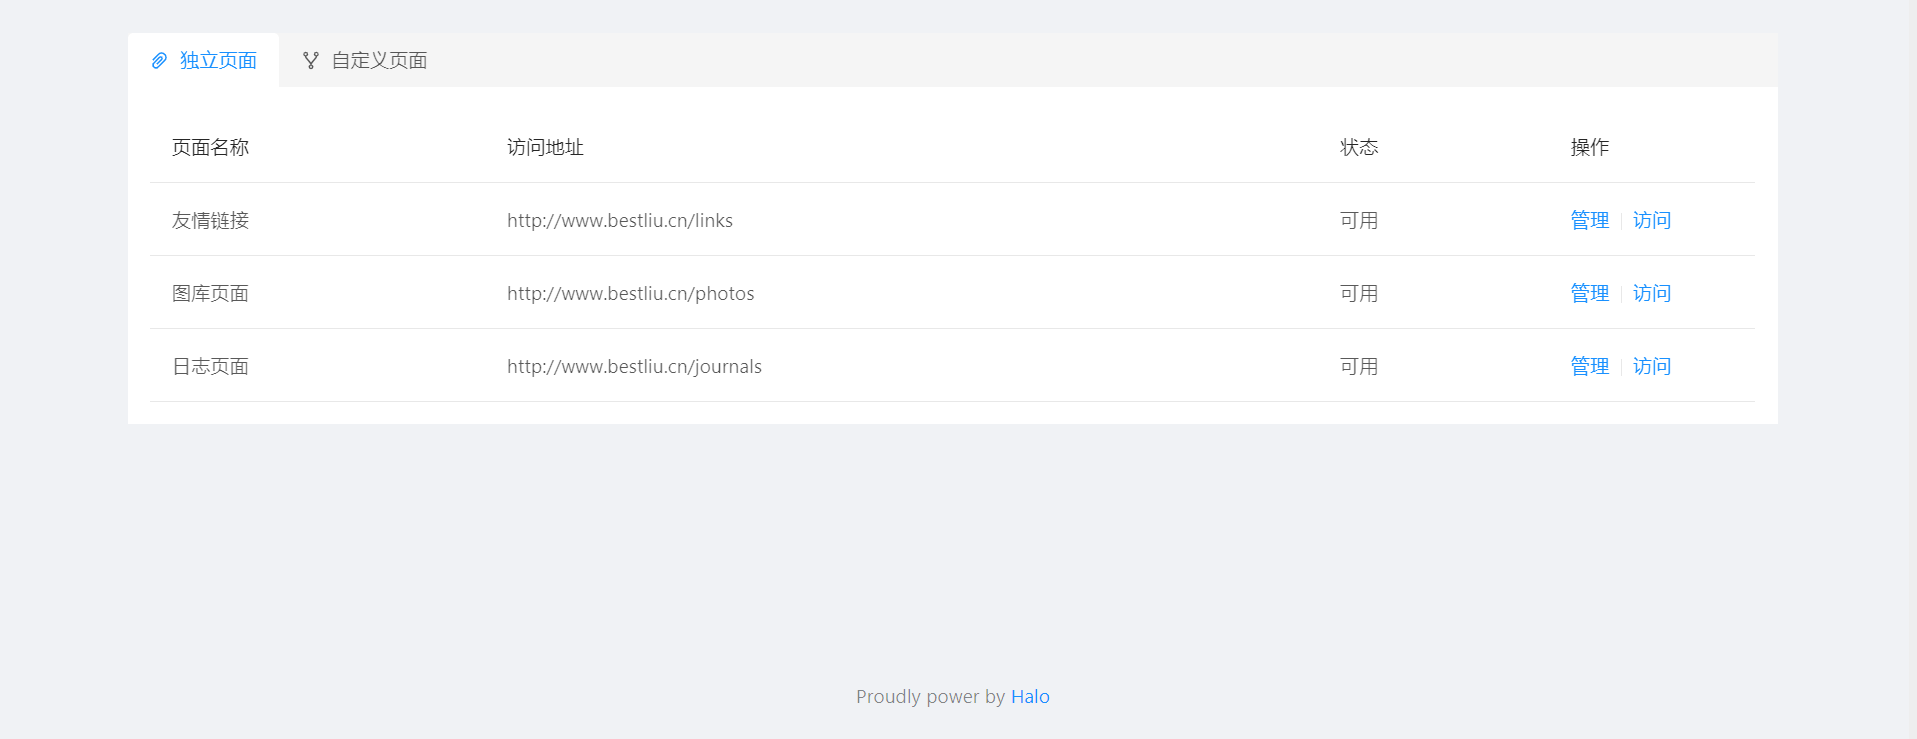 独立页面 自定义页面
页面名称 访问地址 状态 操作
友情链接 http://www.bestliu.cn/links 可用 管理 访问
图库页面 http://www.bestliu.cn/photos 可用 管理 访问
日志页面 http://www.bestliu.cn/journals 可用 管理 访问
Proudly power by Halo